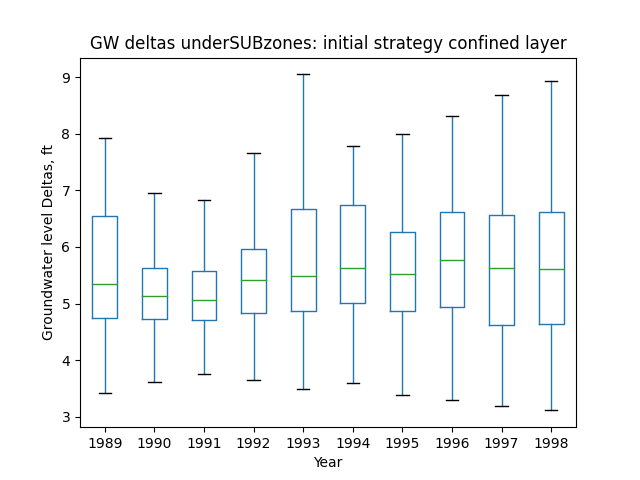 GW deltas underSUBzones: initial strategy confined layer
Groundwater level Deltas, ft
9
8
7
6
5
4
3
1989 1990 1991 1992 1993 1994 1995 1996 1997 1998
Year